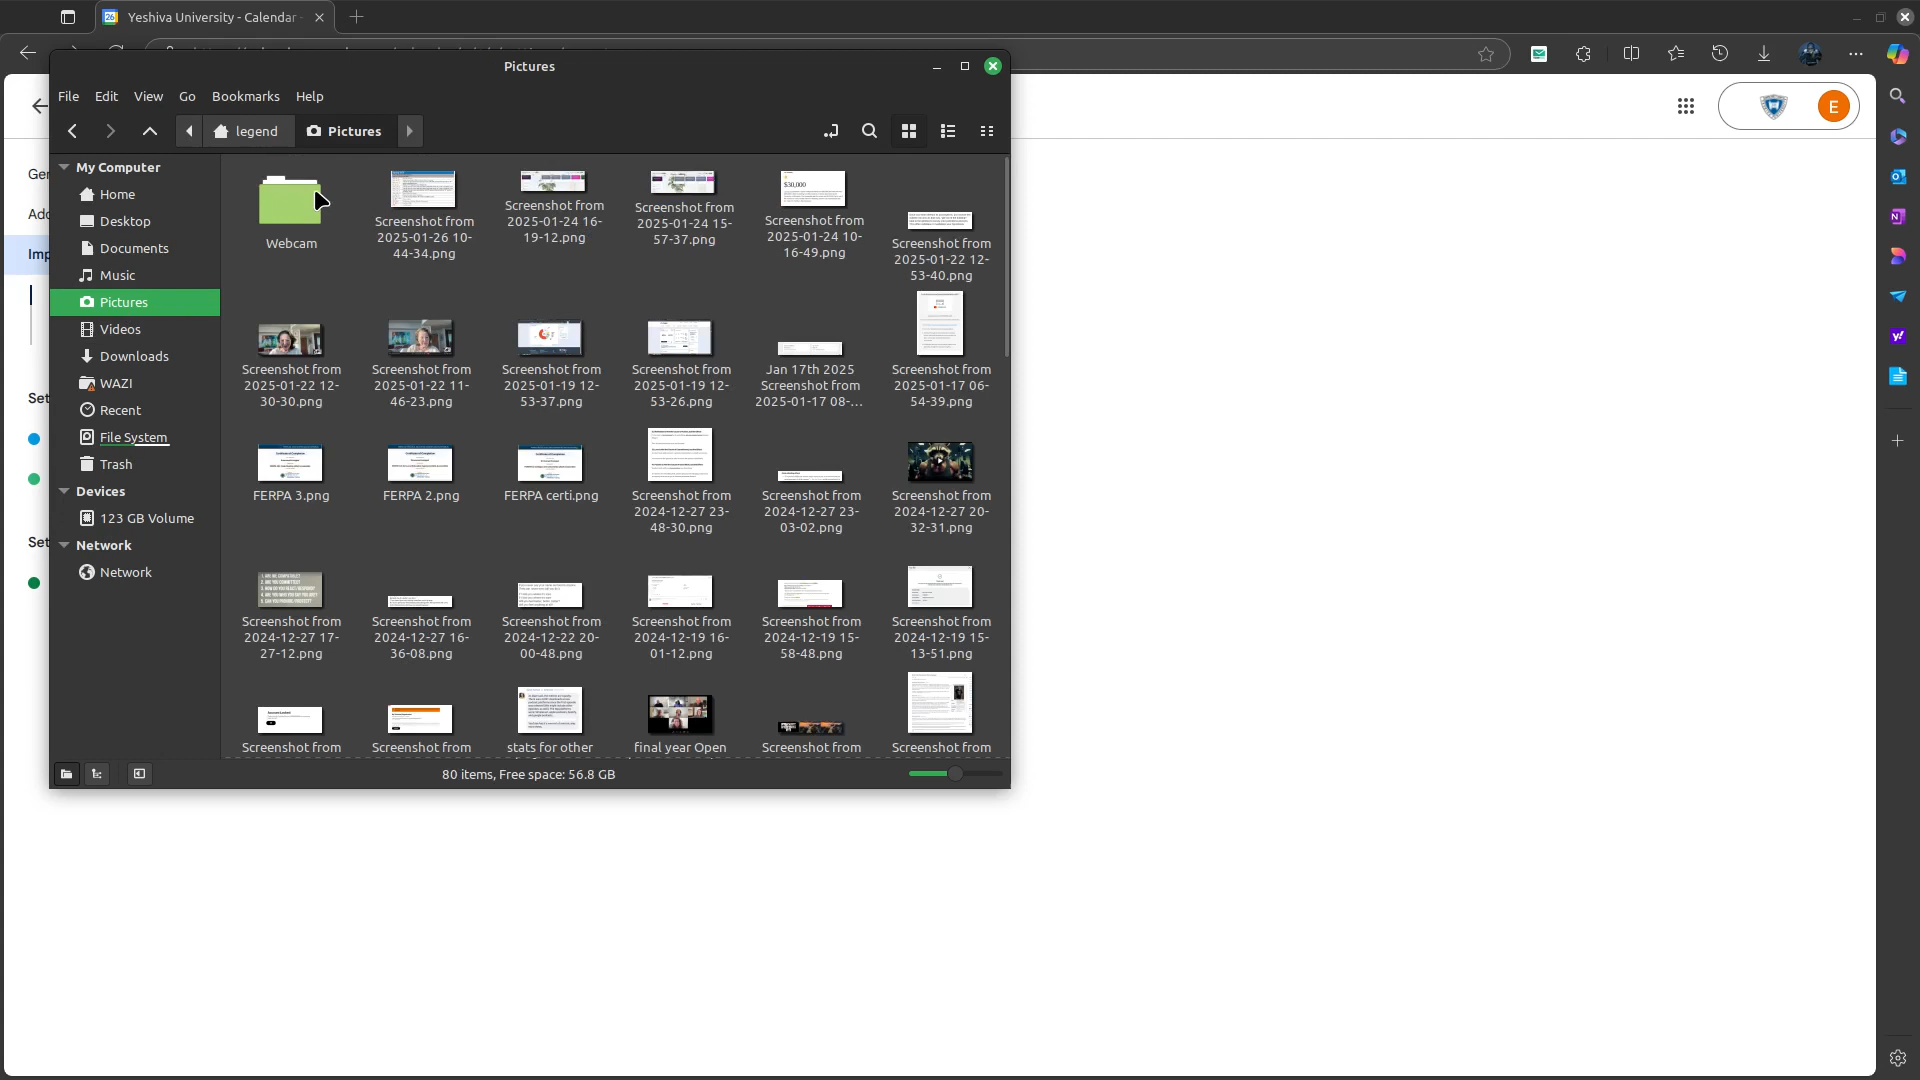 Yeshiva University - Calendar -
Pictures
File Edit View Go Bookmarks Help
legend Pictures
E
My Computer
Home
Desktop
Documents
Music
Pictures
Videos
Downloads
WAZI
Recent
File System
Trash
Devices
123 GB Volume
Network
Network
Ger
Add
Imp
Set
Set
Webcam
Screenshot from
2025-01-26 10-
44-34.png
Screenshot from
2025-01-24 16-
19-12.png
Screenshot from
2025-01-24 15-
57-37.png
$30,000
Screenshot from
2025-01-24 10-
16-49.png
Screenshot from
2025-01-22 12-
53-40.png
Screenshot from
2025-01-22 12-
30-30.png
Screenshot from
2025-01-22 11-
46-23.png
Screenshot from
2025-01-19 12-
53-37.png
Screenshot from
2025-01-19 12-
53-26.png
Jan 17th 2025
Screenshot from
2025-01-17 08-...
Screenshot from
2025-01-17 06-
54-39.png
FERPA 3.png
FERPA 2.png
FERPA certi.png
Screenshot from
2024-12-27 23-
48-30.png
Screenshot from
2024-12-27 23-
03-02.png
Screenshot from
2024-12-27 20-
32-31.png
Screenshot from
2024-12-27 17-
27-12.png
Screenshot from
2024-12-27 16-
36-08.png
Screenshot from
2024-12-22 20-
00-48.png
Screenshot from
2024-12-19 16-
01-12.png
Screenshot from
2024-12-19 15-
58-48.png
Screenshot from
2024-12-19 15-
13-51.png
Screenshot from
Screenshot from
stats for other
final year Open
Screenshot from
Screenshot from
80 items, Free space: 56.8 GB